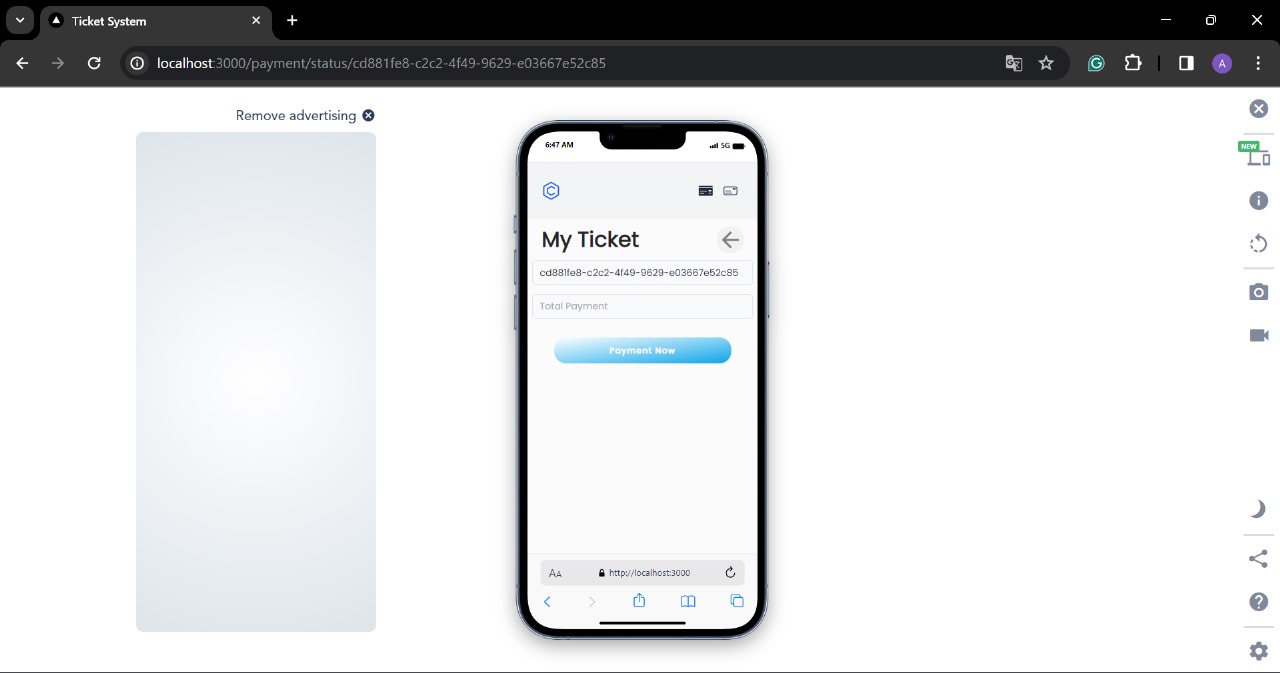 Ticket System
localhost:3000/payment/status/cd881fe8-c2c2-4f49-9629-e03667e52c85
A
Remove advertising
NEW
6:47 AM
5G
My Ticket
cd881fe8-c2c2-4f49-9629-e03667e52c85
Total Payment
Payment Now
AA
http://localhost:3000